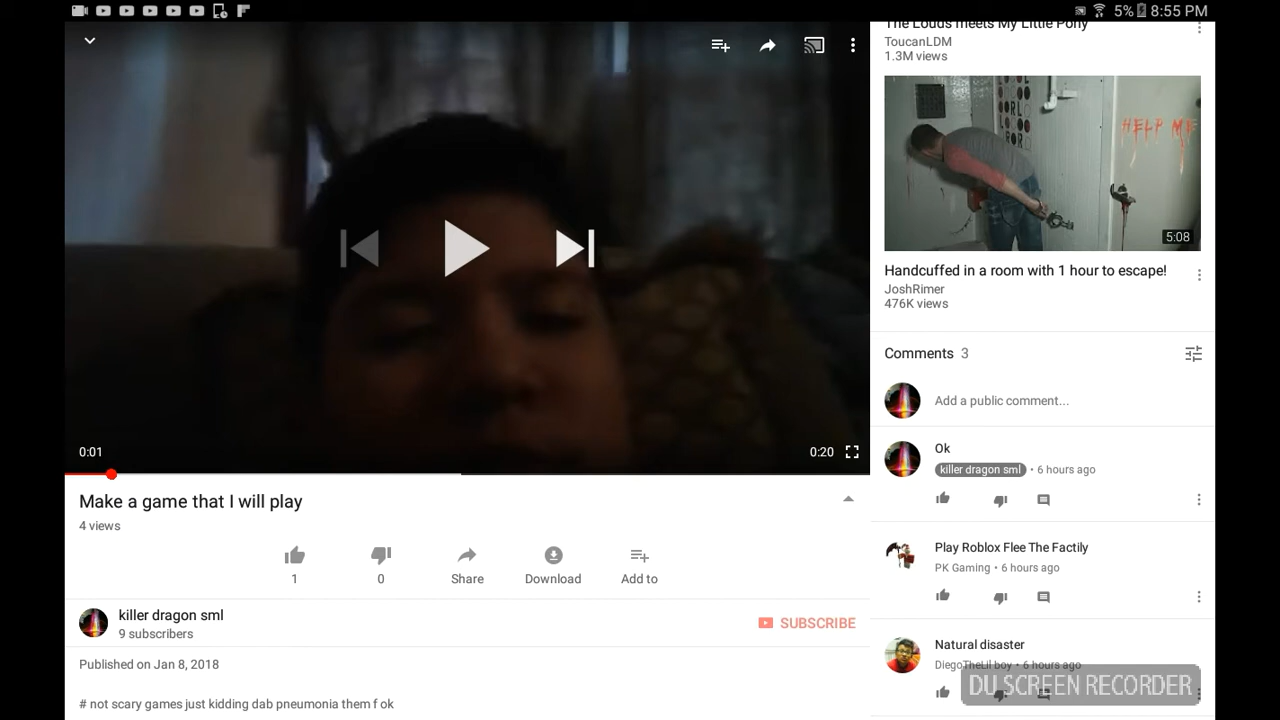 5% 8:55 PM
0:01
0:20
Make a game that I will play
4 views
1
0
Share
Download
Add to
killer dragon sml
9 subscribers
SUBSCRIBE
Published on Jan 8, 2018
# not scary games just kidding dab pneumonia them f ok
The Louds meets My Little Pony
ToucanLDM
1.3M views
HELP ME
5:08
Handcuffed in a room with 1 hour to escape!
JoshRimer
476K views
Comments 3
Add a public comment...
Ok
killer dragon sml • 6 hours ago
Play Roblox Flee The Factily
PK Gaming • 6 hours ago
Natural disaster
DiegoTheLil boy • 6 hours ago
DU SCREEN RECORDER